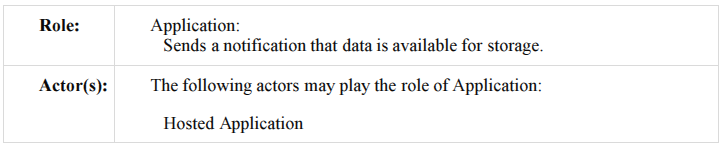 Role: Application:
Sends a notification that data is available for storage.
Actor(s): The following actors may play the role of Application:
Hosted Application